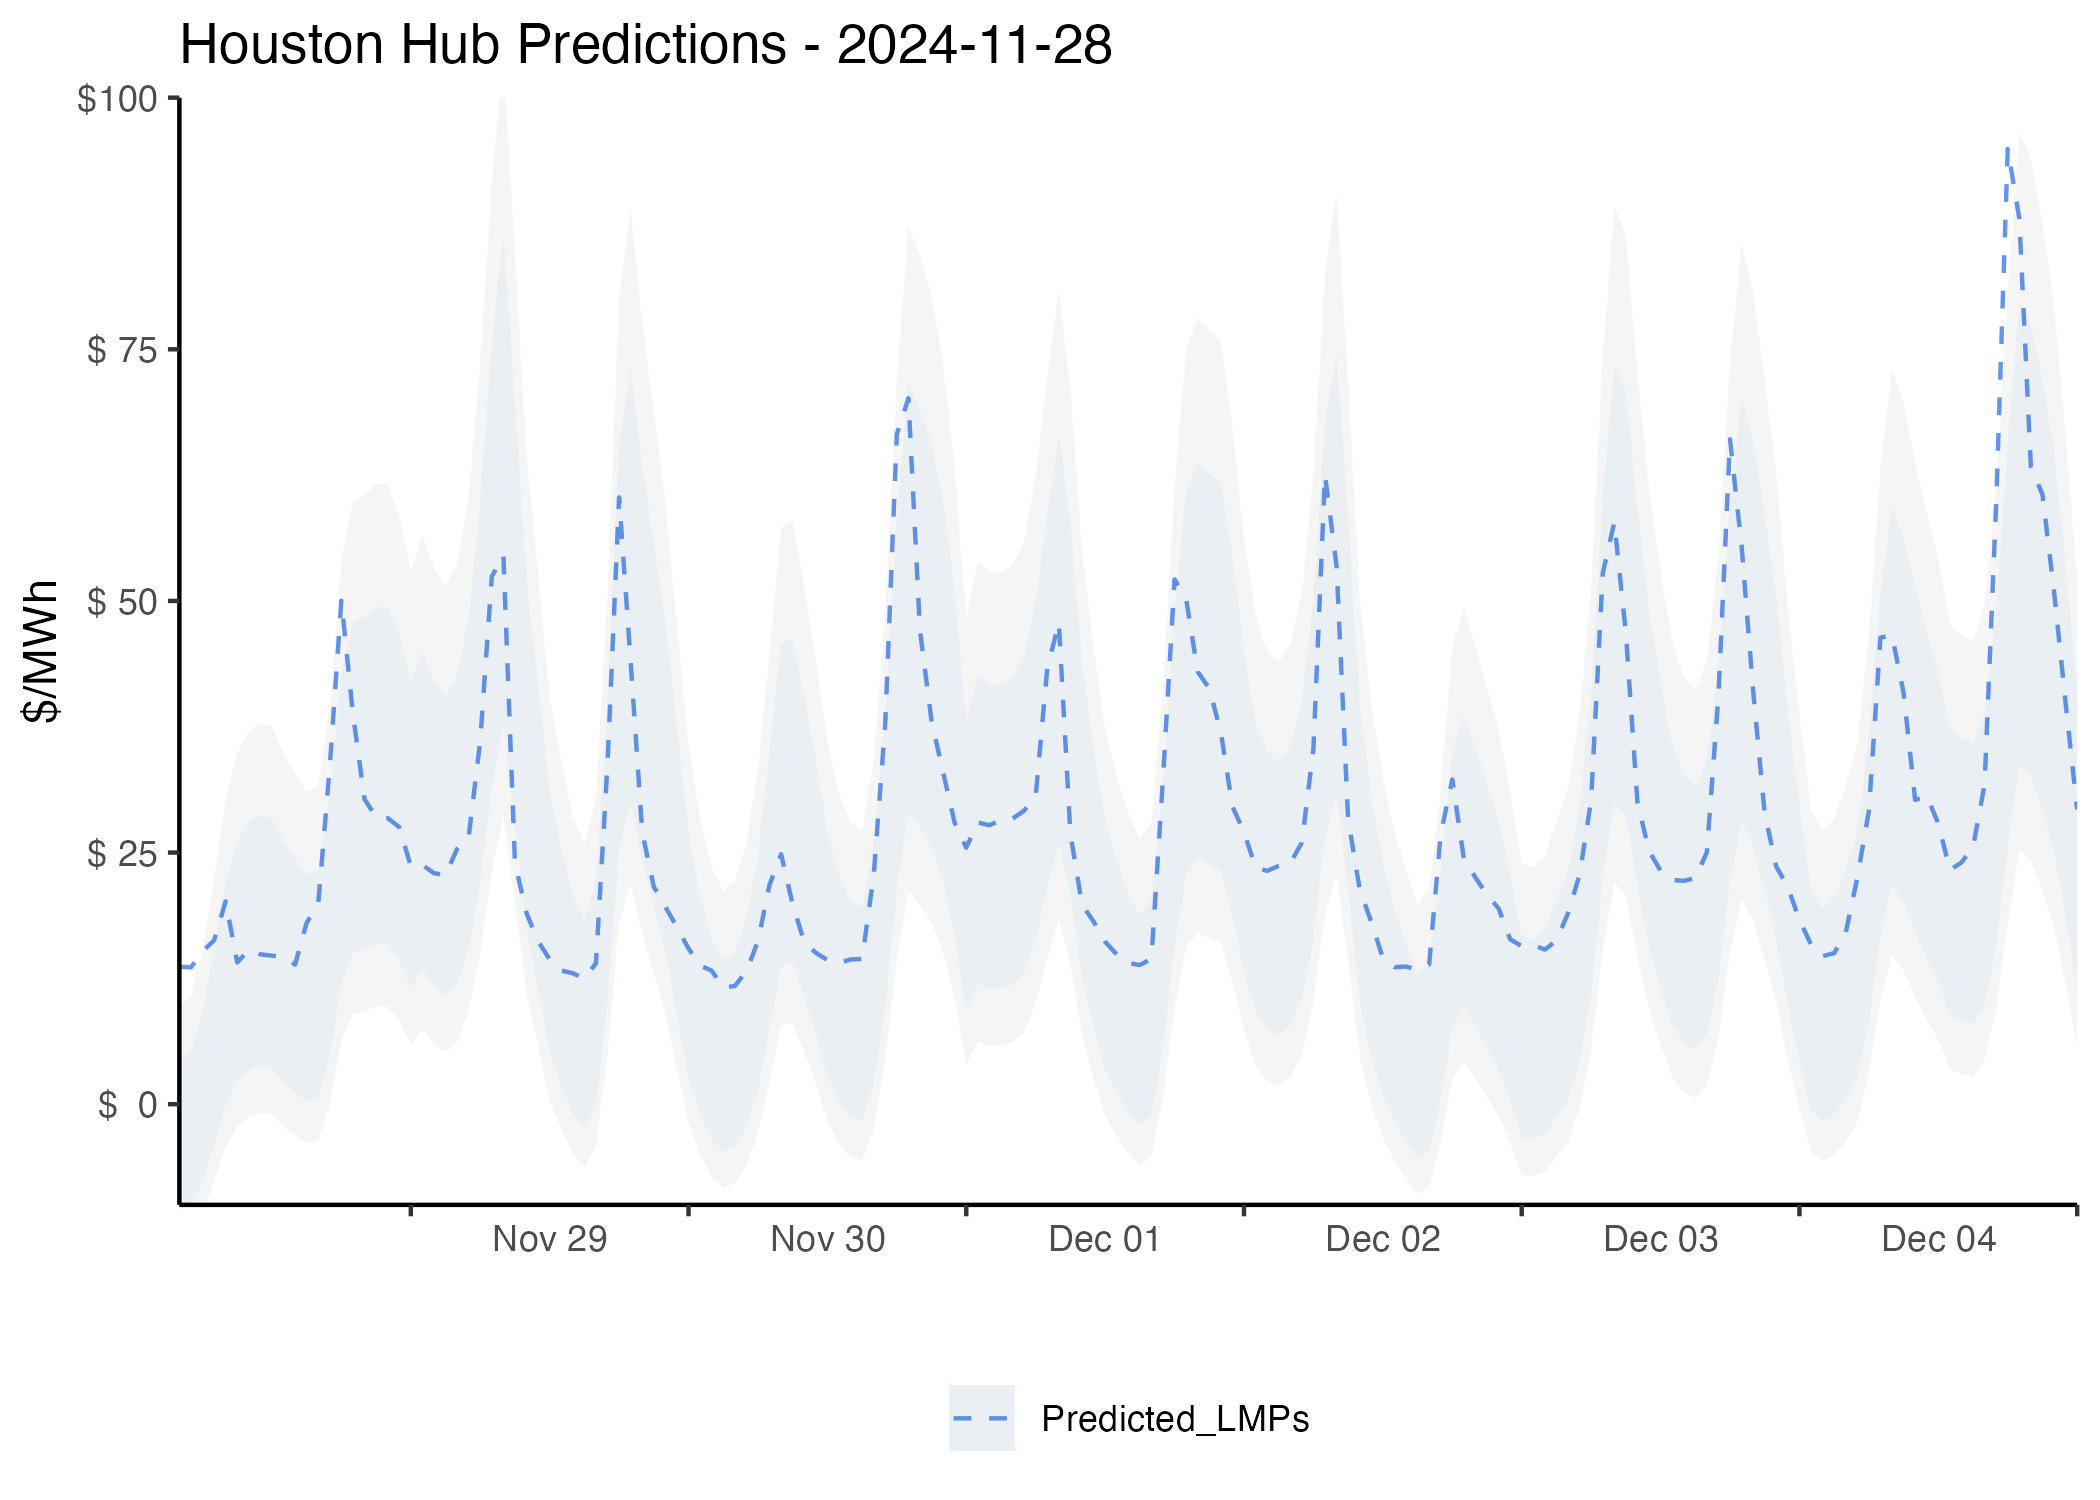 Houston Hub Predictions - 2024-11-28
$100
$ 75
$ 50
$ 25
$  0
$/MWh
Nov 29
Nov 30
Dec 01
Dec 02
Dec 03
Dec 04
Predicted_LMPs